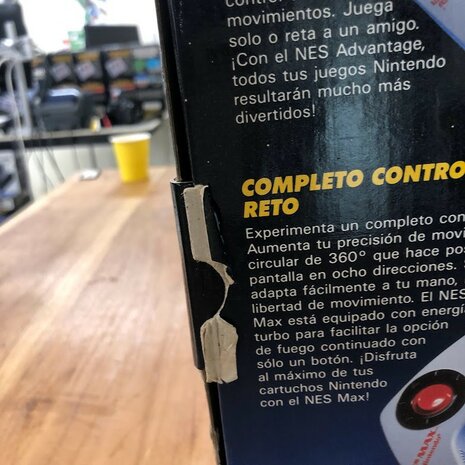 movimientos. Juega
solo o reta a un amigo.
¡Con el NES Advantage,
todos tus juegos Nintendo
resultarán mucho más
divertidos!
COMPLETO CONTRO
RETO
Experimenta un completo con
Aumenta tu precisión de movi
circular de 360° que hace pos
pantalla en ocho direcciones.
adapta fácilmente a tu mano,
libertad de movimiento. El NES
Max está equipado con energía
turbo para facilitar la opción
de fuego continuado con
sólo un botón. ¡Disfruta
al máximo de tus
cartuchos Nintendo
con el NES Max!
MAX